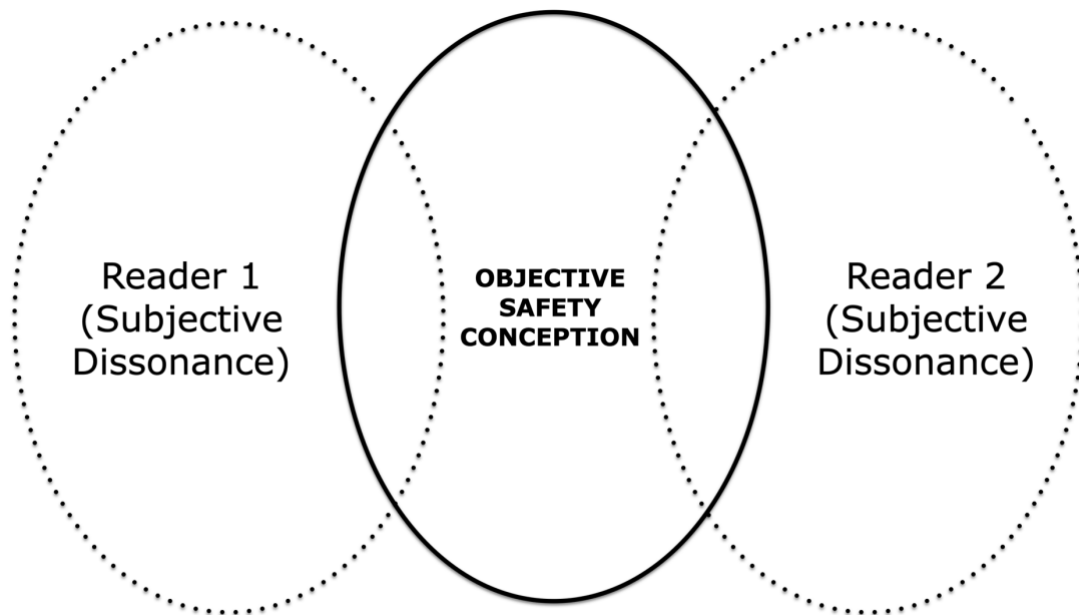 Reader 1
(Subjective
Dissonance)
OBJECTIVE
SAFETY
CONCEPTION
Reader 2
(Subjective
Dissonance)